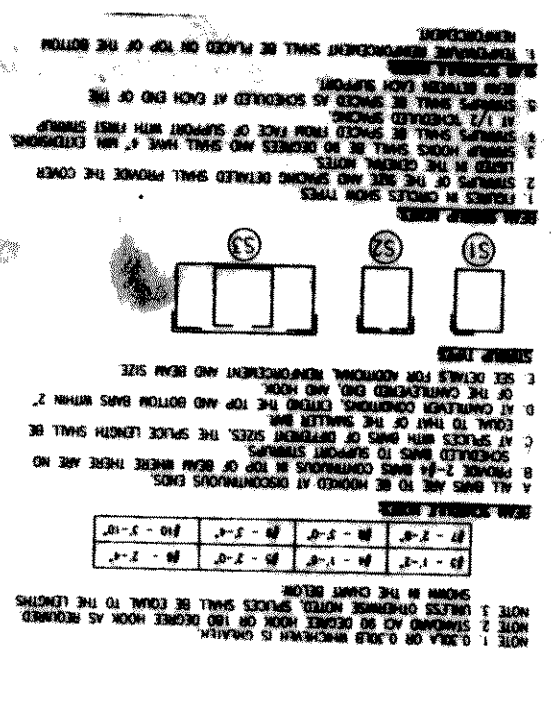 NOTE 1. 0.30LA OR 0.30LB WHICHEVER IS GREATER.
NOTE 2 STANDARD ACI 90 DEGREE HOOK OR 180 DEGREE HOOK AS REQUIRED
NOTE 3 UNLESS OTHERWISE NOTED, SPLICES SHALL BE EQUAL TO THE LENGTHS
SHOWN IN THE CHART BELOW:
#3 - 1'-2" #4 - 1'-6" #5 - 2'-0" #6 - 2'-4"
#7 - 2'-8" #8 - 3'-0" #9 - 3'-4" #10 - 3'-10"
BEAM SCHEDULE NOTES:
A ALL BARS ARE TO BE HOOKED AT DISCONTINUOUS ENDS.
B PROVIDE 2-#4 BARS CONTINUOUS IN TOP OF BEAM WHERE THERE ARE NO
SCHEDULED BARS TO SUPPORT STIRRUPS.
C AT SPLICES WITH BARS OF DIFFERENT SIZES, THE SPLICE LENGTH SHALL BE
EQUAL TO THAT OF THE SMALLER BAR.
D. AT CANTILEVER CONDITIONS, EXTEND THE TOP AND BOTTOM BARS WITHIN 2"
OF THE CANTILEVERED END, AND HOOK.
E. SEE DETAILS FOR ADDITIONAL REINFORCEMENT AND BEAM SIZE
STIRRUP TYPES
S1 S2 S3
BEAM STIRRUP NOTES:
1. FIGURES IN CIRCLES SHOW TYPES
2. STIRRUPS OF THE SIZE AND SPACING DETAILED SHALL PROVIDE THE COVER
LISTED IN THE GENERAL NOTES.
3. STIRRUP HOOKS SHALL BE 90 DEGREES AND SHALL HAVE 4" MIN. EXTENSIONS
4. STIRRUPS SHALL BE SPACED FROM FACE OF SUPPORT WITH FIRST STIRRUP
AT 1/2 SCHEDULED SPACING.
5. STIRRUPS SHALL BE SPACED AS SCHEDULED AT EACH END OF THE
BEAM BETWEEN EACH SUPPORT.
SLAB SCHEDULE NOTES:
1. TEMPERATURE REINFORCEMENT SHALL BE PLACED ON TOP OF THE BOTTOM
REINFORCEMENT.